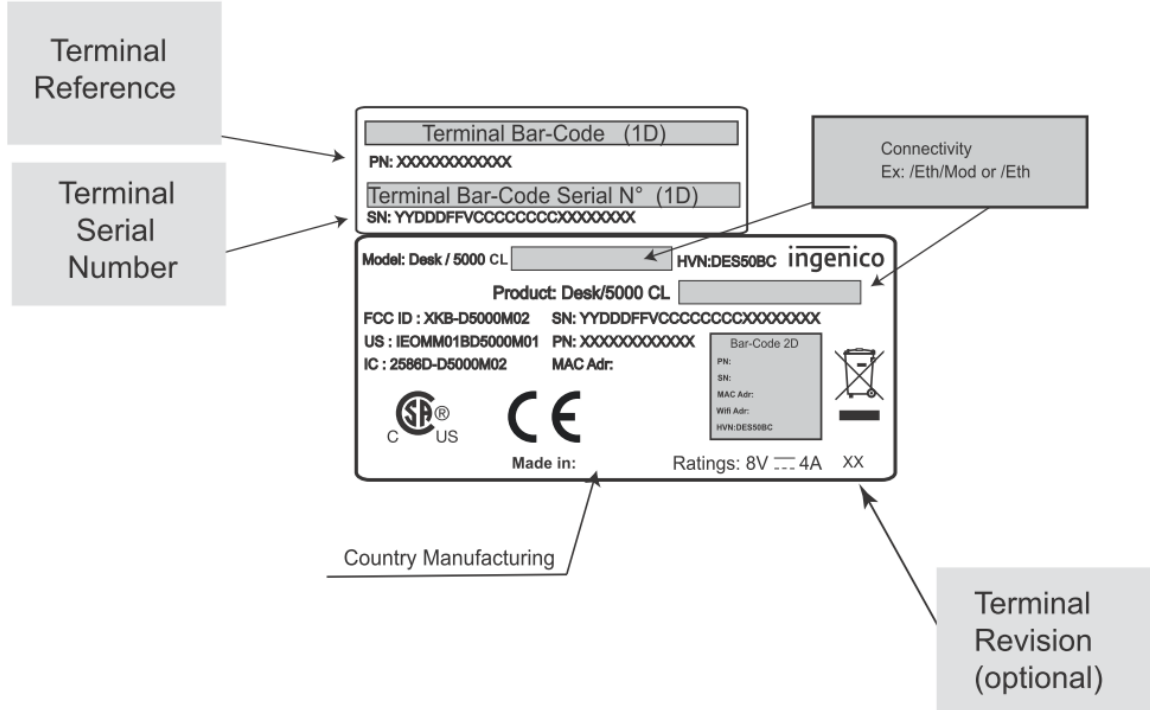 Terminal
Reference
Terminal Bar-Code (1D)
PN: XXXXXXXXXXXX
Connectivity
Ex: /Eth/Mod or /Eth
Terminal
Serial
Number
Terminal Bar-Code Serial N° (1D)
SN: YYDDDFFVCCCCCCCCXXXXXXXX
Model: Desk / 5000 CL HVN:DES50BC ingenico
Product: Desk/5000 CL
FCC ID : XKB-D5000M02 SN: YYDDDFFVCCCCCCCCXXXXXXXX
US : IEOMM01BD5000M01 PN: XXXXXXXXXXXX
IC : 2586D-D5000M02 MAC Adr:
Bar-Code 2D
PN:
SN:
MAC Adr:
Wifi Adr:
HVN:DES50BC
C SA ® US
CE
Made in: Ratings: 8V 4A XX
Country Manufacturing
Terminal
Revision
(optional)